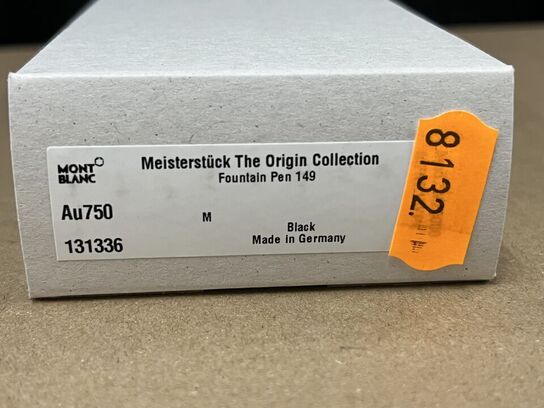 MONT
BLANC
Meisterstück The Origin Collection
Fountain Pen 149
Au750
M
Black
131336
Made in Germany
8132.